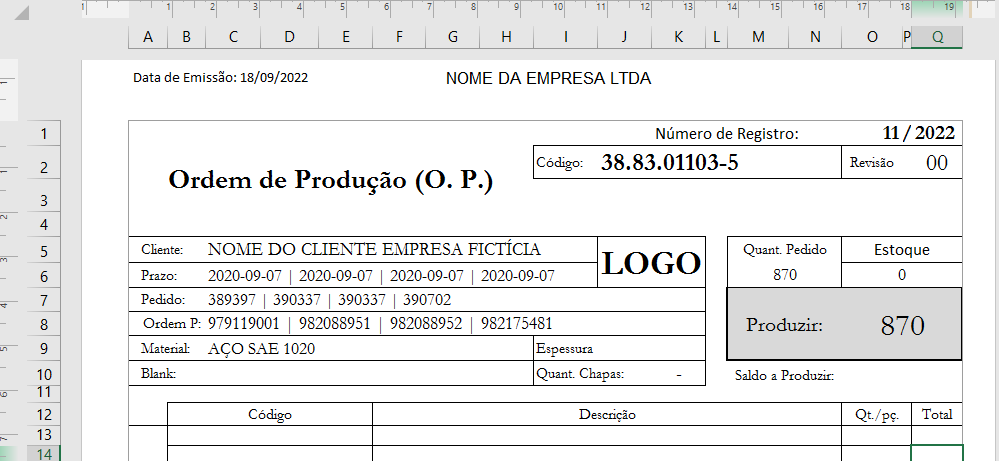 1 1 2 3 4 5 6 7 8 9 10 11 12 13 14 15 16 17 18 19
A B C D E F G H I J K L M N O P Q
Data de Emissão: 18/09/2022 NOME DA EMPRESA LTDA
1 Número de Registro: 11 / 2022
2 Código: 38.83.01103-5 Revisão 00
Ordem de Produção (O. P.)
3
4
5 Cliente: NOME DO CLIENTE EMPRESA FICTÍCIA LOGO Quant. Pedido Estoque
6 Prazo: 2020-09-07 | 2020-09-07 | 2020-09-07 | 2020-09-07 870 0
7 Pedido: 389397 | 390337 | 390337 | 390702
8 Ordem P: 979119001 | 982088951 | 982088952 | 982175481 Produzir: 870
9 Material: AÇO SAE 1020 Espessura
10 Blank: Quant. Chapas: - Saldo a Produzir:
11
12 Código Descrição Qt./pç. Total
13
14